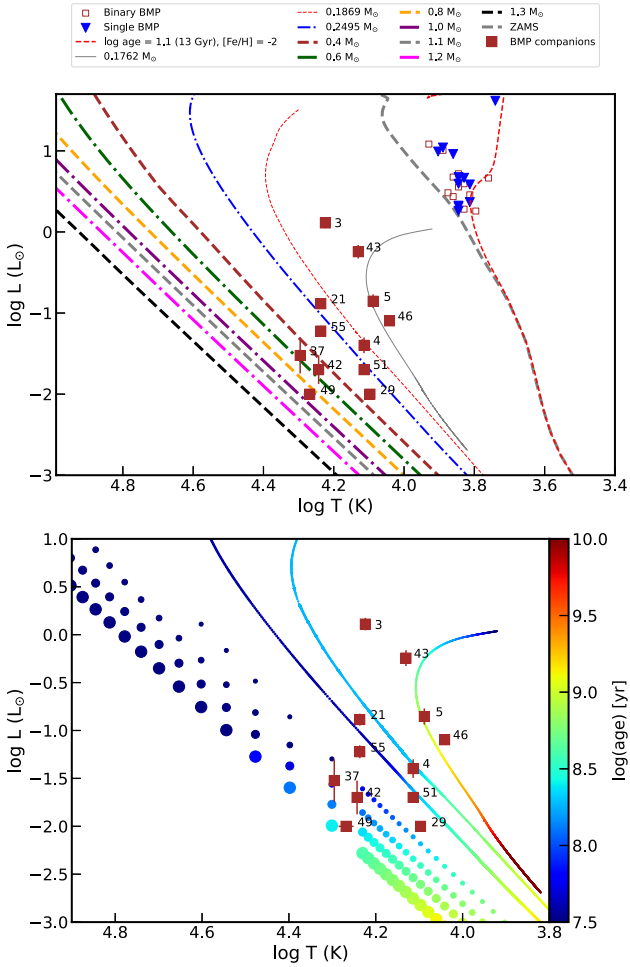 Binary BMP
Single BMP
log age = 1.1 (13 Gyr), [Fe/H] = -2
0.1762 M⊙
0.1869 M⊙
0.2495 M⊙
0.4 M⊙
0.6 M⊙
0.8 M⊙
1.0 M⊙
1.1 M⊙
1.2 M⊙
1.3 M⊙
ZAMS
BMP companions
log L (L⊙)
1
0
−1
−2
−3
3
43
21
5
46
55
37
4
42
51
49
29
4.8 4.6 4.4 4.2 4.0 3.8 3.6 3.4
log T (K)
log L (L⊙)
1.0
0.5
0.0
−0.5
−1.0
−1.5
−2.0
−2.5
−3.0
3
43
5
21
46
55
37
4
42
51
49
29
4.8 4.6 4.4 4.2 4.0 3.8
log T (K)
10.0
9.5
9.0
8.5
8.0
7.5
log(age) [yr]